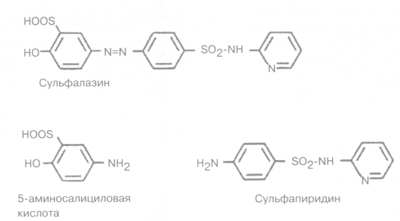 HOOS
HO
N=N
SO2-NH
N
Сульфалазин
HOOS
HO
NH2
H2N
SO2-NH
N
5-аминосалициловая
кислота
Сульфапиридин